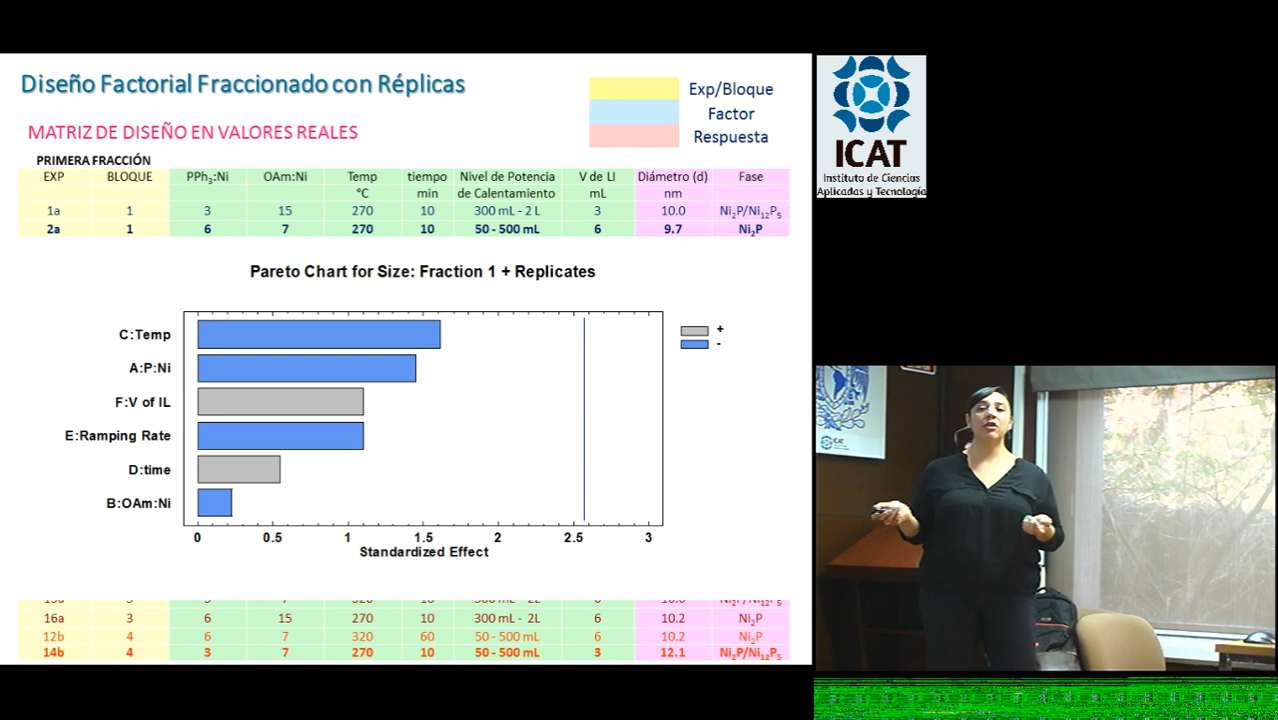 Diseño Factorial Fraccionado con Réplicas
Exp/Bloque
Factor
Respuesta
MATRIZ DE DISEÑO EN VALORES REALES
PRIMERA FRACCIÓN
EXP BLOQUE PPh₃:Ni OAm:Ni Temp tiempo Nivel de Potencia V de LI Diámetro (d) Fase
°C min de Calentamiento mL nm
1a 1 3 15 270 10 300 mL - 2 L 3 10.0 Ni₂P/Ni₁₂P₅
2a 1 6 7 270 10 50 - 500 mL 6 9.7 Ni₂P
Pareto Chart for Size: Fraction 1 + Replicates
C:Temp
A:P:Ni
F:V of IL
E:Ramping Rate
D:time
B:OAm:Ni
+
-
0 0.5 1 1.5 2 2.5 3
Standardized Effect
16a 3 6 15 270 10 300 mL - 2L 6 10.2 Ni₂P
12b 4 6 7 320 60 50 - 500 mL 6 10.2 Ni₂P
14b 4 3 7 270 10 50 - 500 mL 3 12.1 Ni₂P/Ni₁₂P₅
ICAT
Instituto de Ciencias
Aplicadas y Tecnología
ICAT